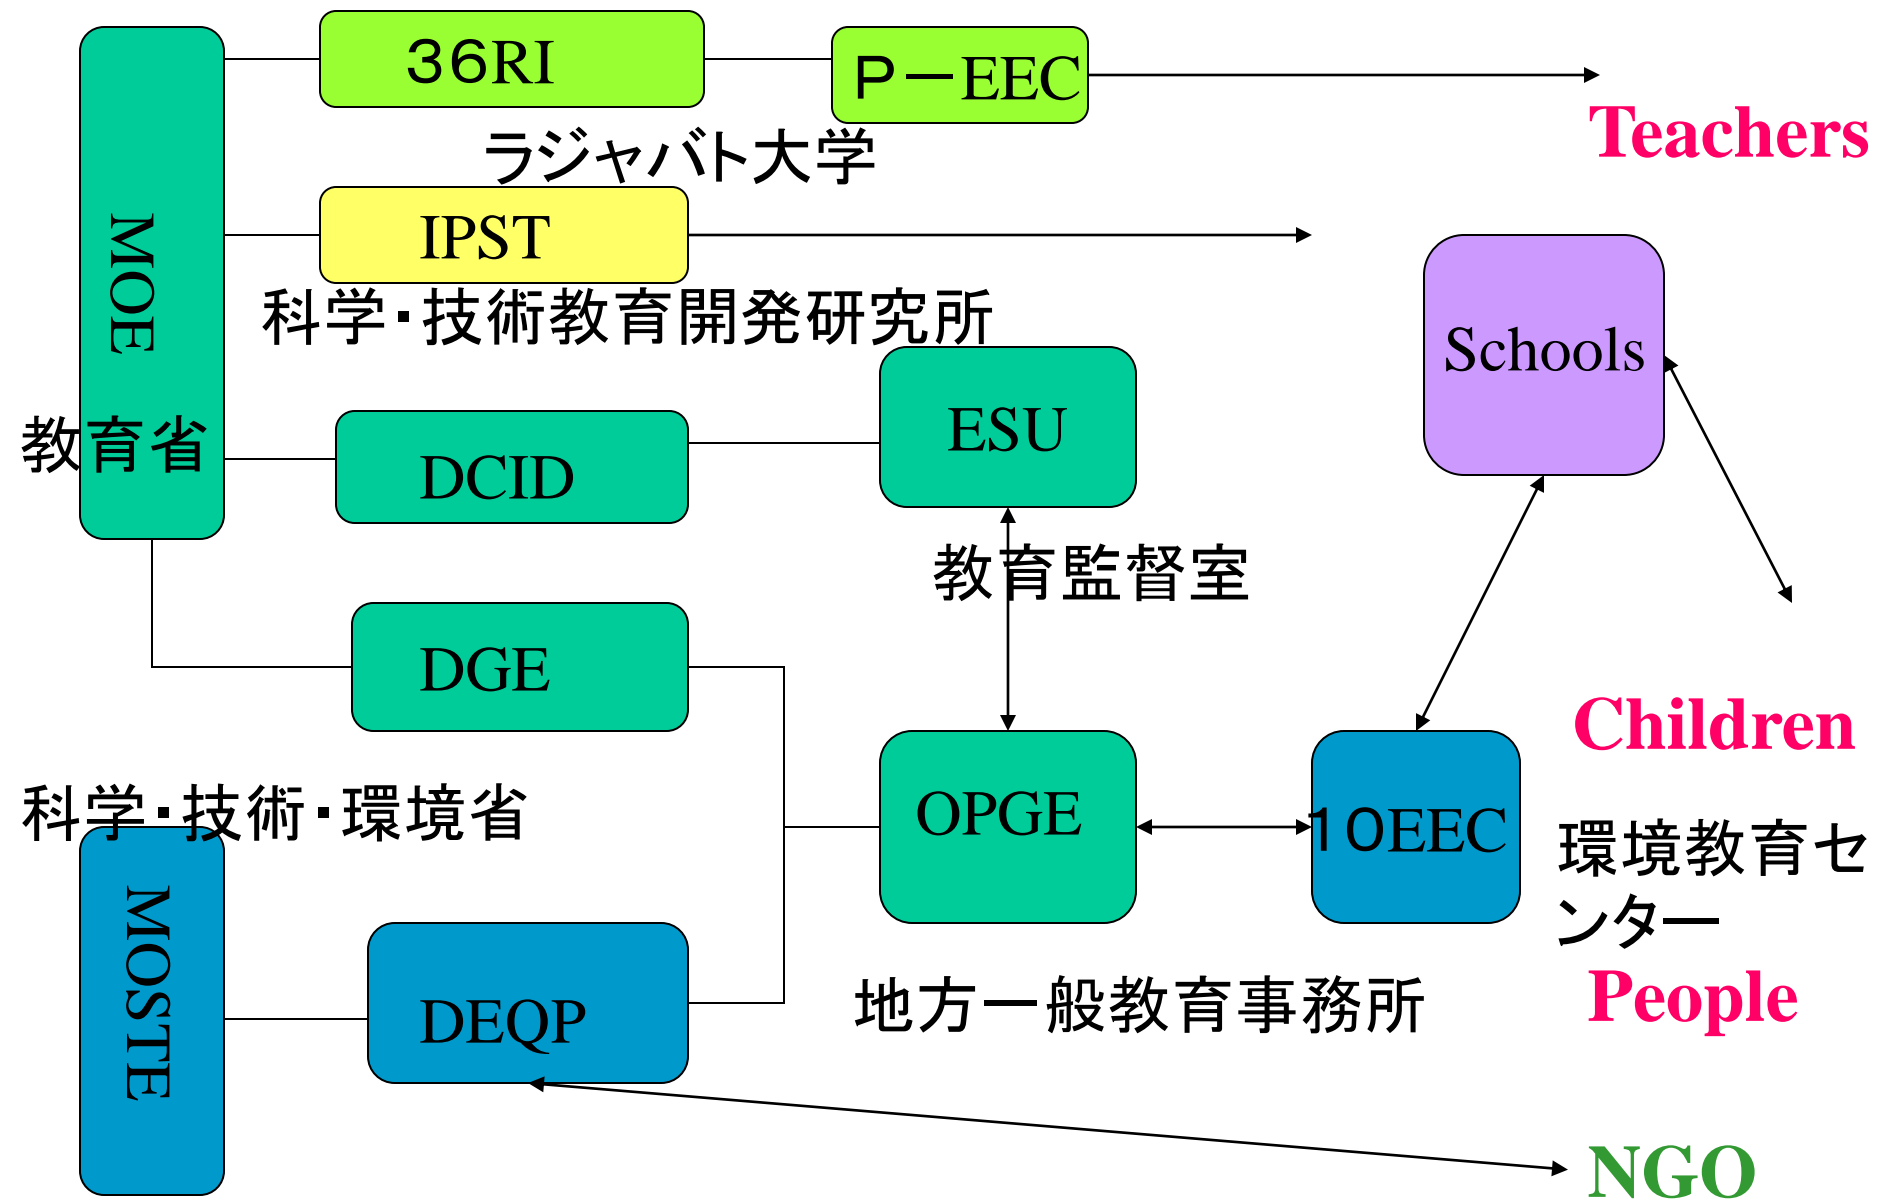 ３６RI
Ｐ－EEC
Teachers
ラジャバト大学
MOE
IPST
科学・技術教育開発研究所
Schools
ESU
教育省
DCID
教育監督室
DGE
Children
科学・技術・環境省
OPGE
１０EEC
環境教育セ
ンター
MOSTE
People
DEQP
地方一般教育事務所
NGO